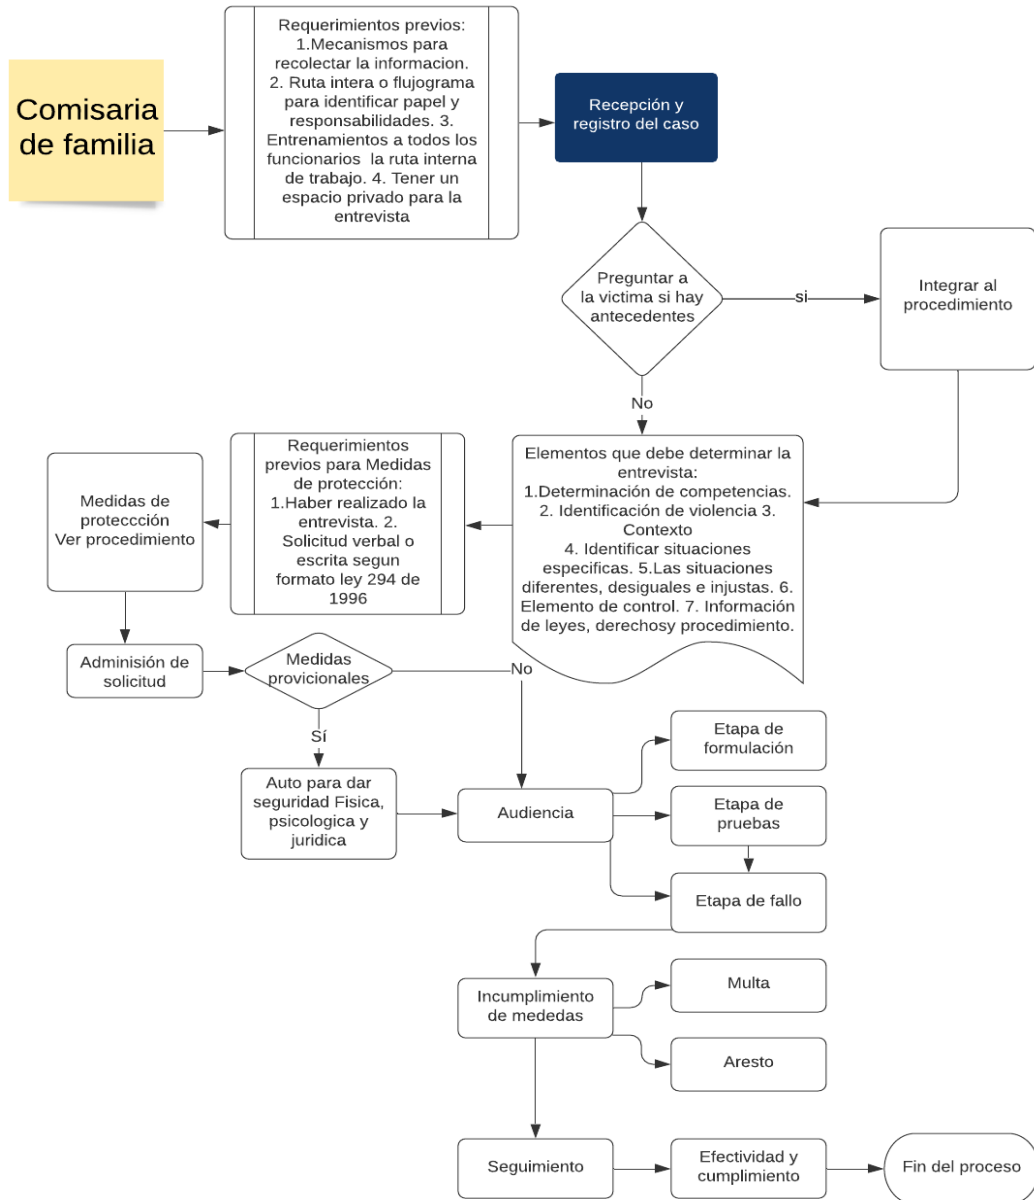 Comisaria
de familia
Requerimientos previos:
1.Mecanismos para
recolectar la informacion.
2. Ruta intera o flujograma
para identificar papel y
responsabilidades. 3.
Entrenamientos a todos los
funcionarios la ruta interna
de trabajo. 4. Tener un
espacio privado para la
entrevista
Recepción y
registro del caso
Preguntar a
la victima si hay
antecedentes
si
Integrar al
procedimiento
No
Elementos que debe determinar la
entrevista:
1.Determinación de competencias.
2. Identificación de violencia 3.
Contexto
4. Identificar situaciones
especificas. 5.Las situaciones
diferentes, desiguales e injustas. 6.
Elemento de control. 7. Información
de leyes, derechosy procedimiento.
Requerimientos
previos para Medidas
de protección:
1.Haber realizado la
entrevista. 2.
Solicitud verbal o
escrita segun
formato ley 294 de
1996
Medidas de
proteccción
Ver procedimiento
Adminisión de
solicitud
Medidas
provicionales
No
Sí
Auto para dar
seguridad Fisica,
psicologica y
juridica
Audiencia
Etapa de
formulación
Etapa de
pruebas
Etapa de fallo
Incumplimiento
de mededas
Multa
Aresto
Seguimiento
Efectividad y
cumplimiento
Fin del proceso